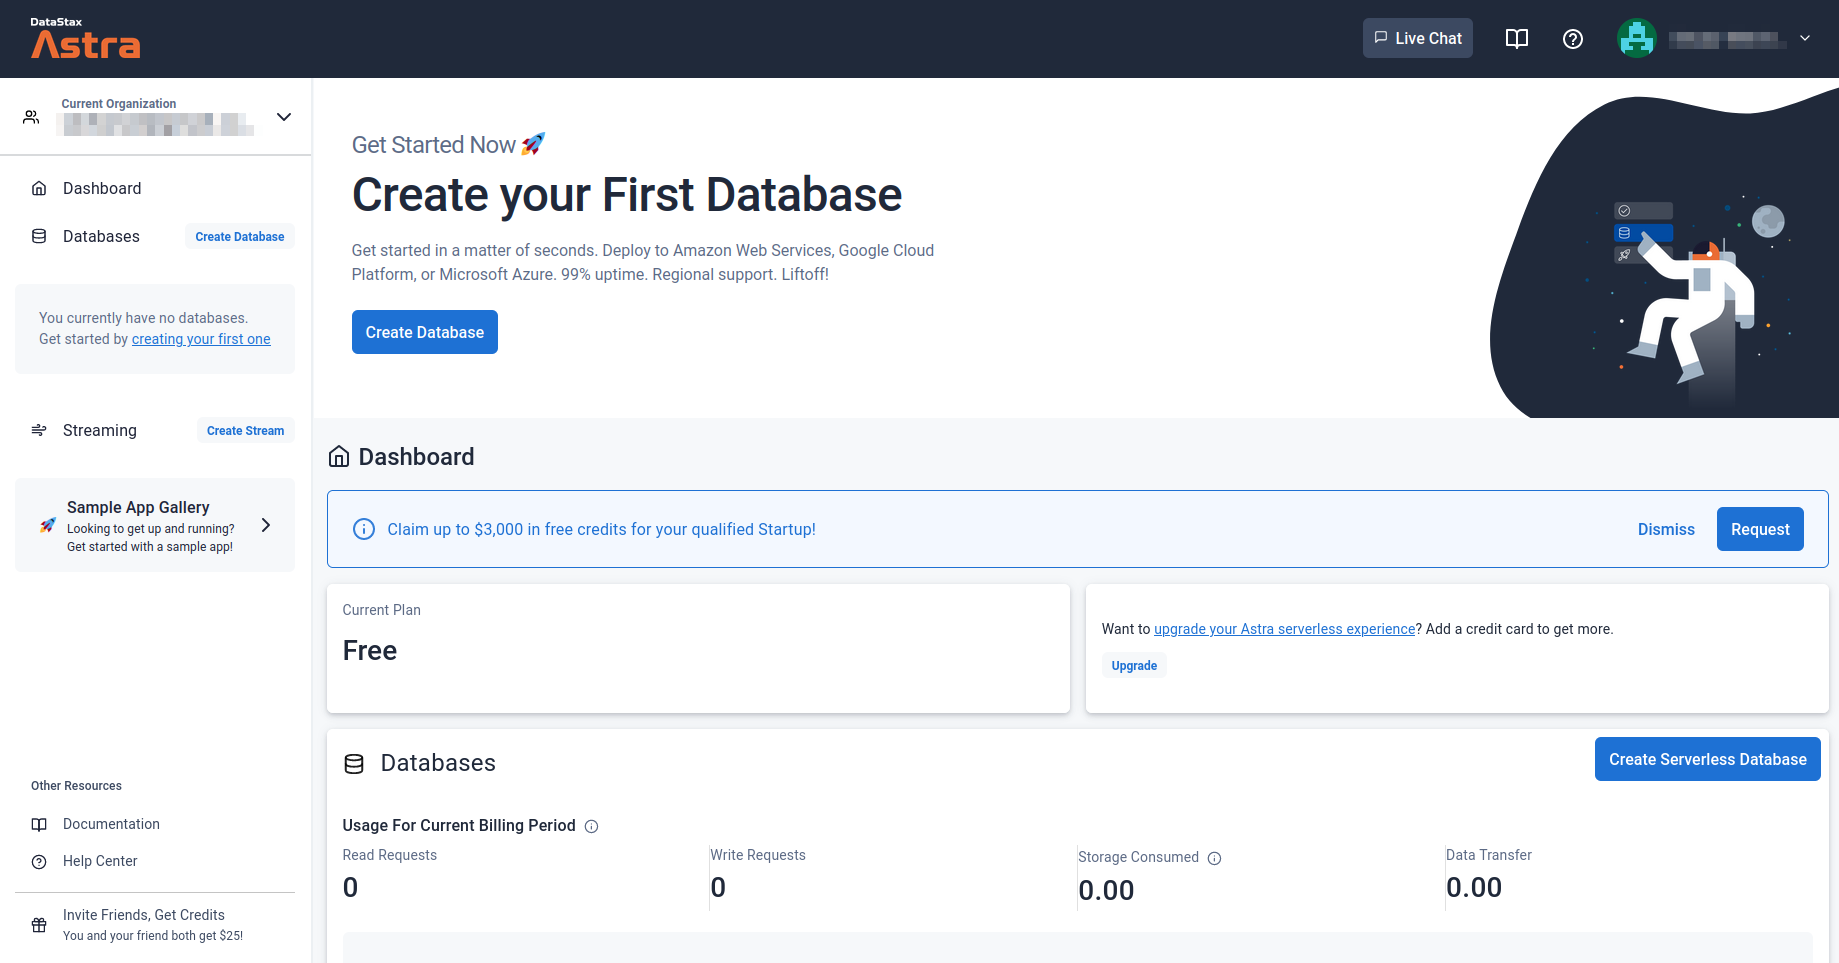 DataStax
Astra
Live Chat
Current Organization
Dashboard
Databases
Create Database
You currently have no databases.
Get started by creating your first one
Streaming
Create Stream
Sample App Gallery
Looking to get up and running?
Get started with a sample app!
Other Resources
Documentation
Help Center
Invite Friends, Get Credits
You and your friend both get $25!
Get Started Now 🚀
Create your First Database
Get started in a matter of seconds. Deploy to Amazon Web Services, Google Cloud
Platform, or Microsoft Azure. 99% uptime. Regional support. Liftoff!
Create Database
Dashboard
Claim up to $3,000 in free credits for your qualified Startup!
Dismiss
Request
Current Plan
Free
Want to upgrade your Astra serverless experience? Add a credit card to get more.
Upgrade
Databases
Create Serverless Database
Usage For Current Billing Period
Read Requests
0
Write Requests
0
Storage Consumed
0.00
Data Transfer
0.00